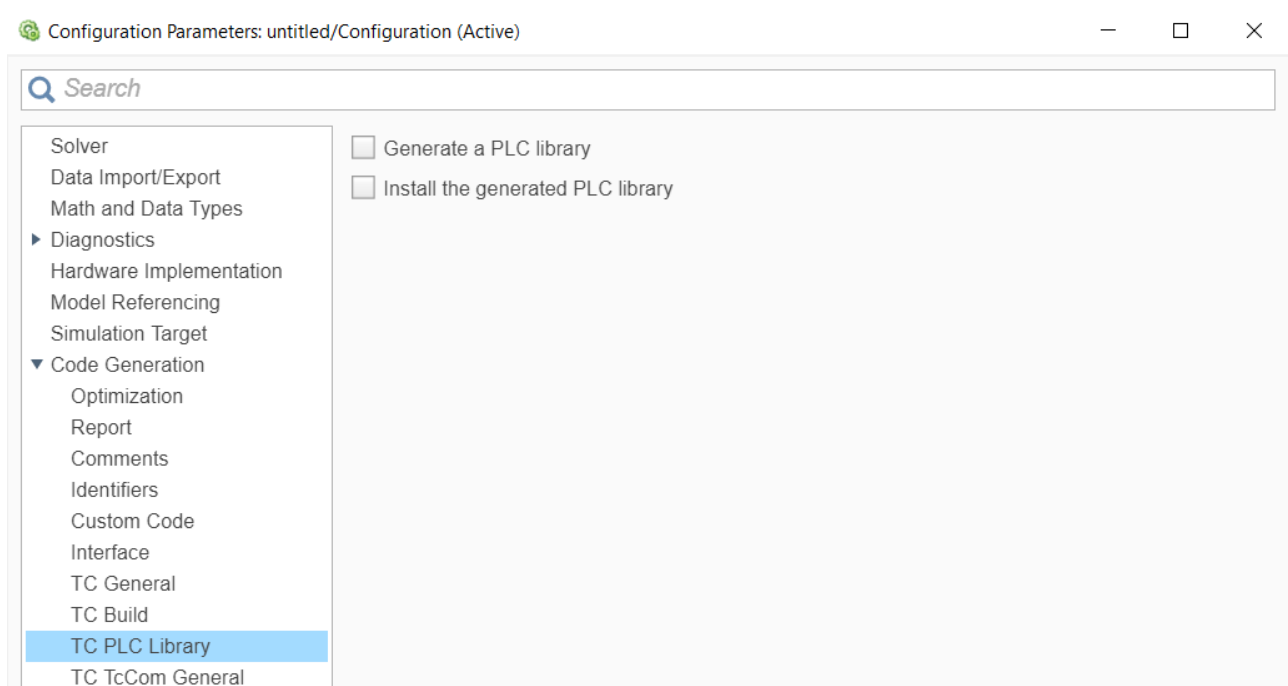 Configuration Parameters: untitled/Configuration (Active)
Search
Solver
Data Import/Export
Math and Data Types
Diagnostics
Hardware Implementation
Model Referencing
Simulation Target
Code Generation
Optimization
Report
Comments
Identifiers
Custom Code
Interface
TC General
TC Build
TC PLC Library
TC TcCom General
Generate a PLC library
Install the generated PLC library